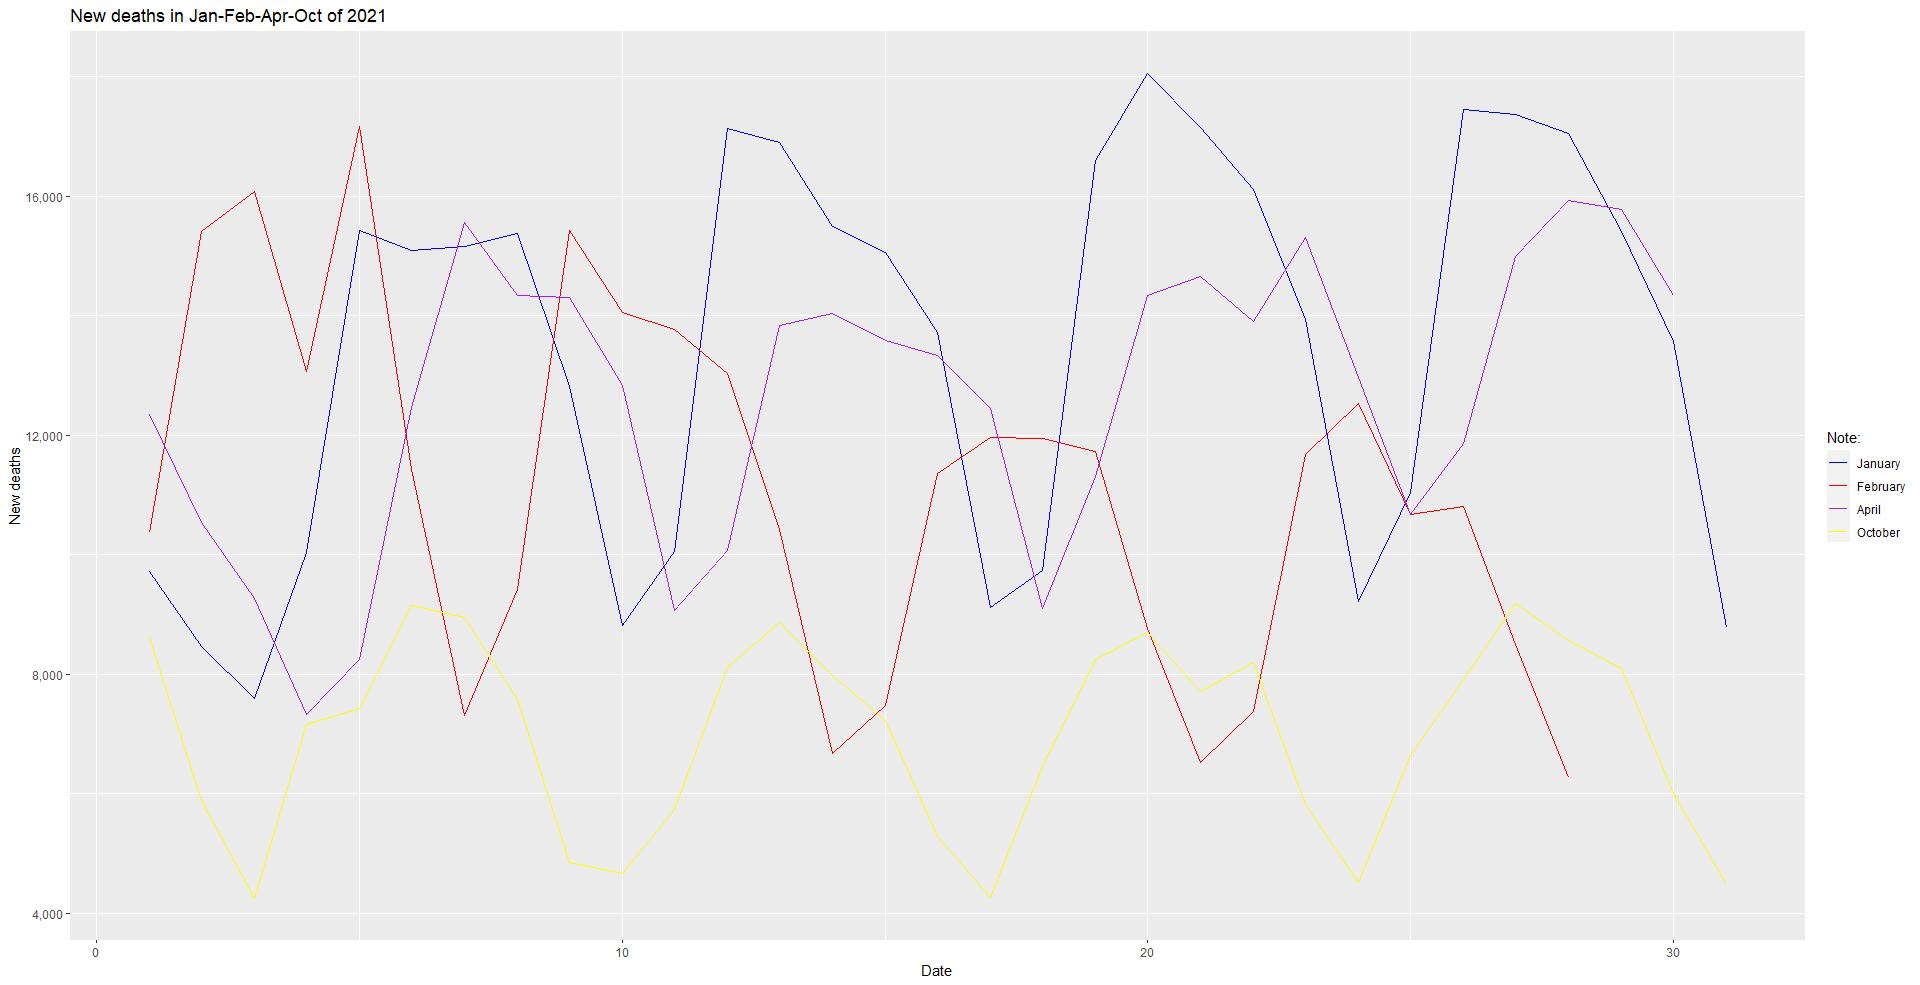 New deaths in Jan-Feb-Apr-Oct of 2021
New deaths
16,000
12,000
8,000
4,000
0
10
20
30
Date
Note:
January
February
April
October